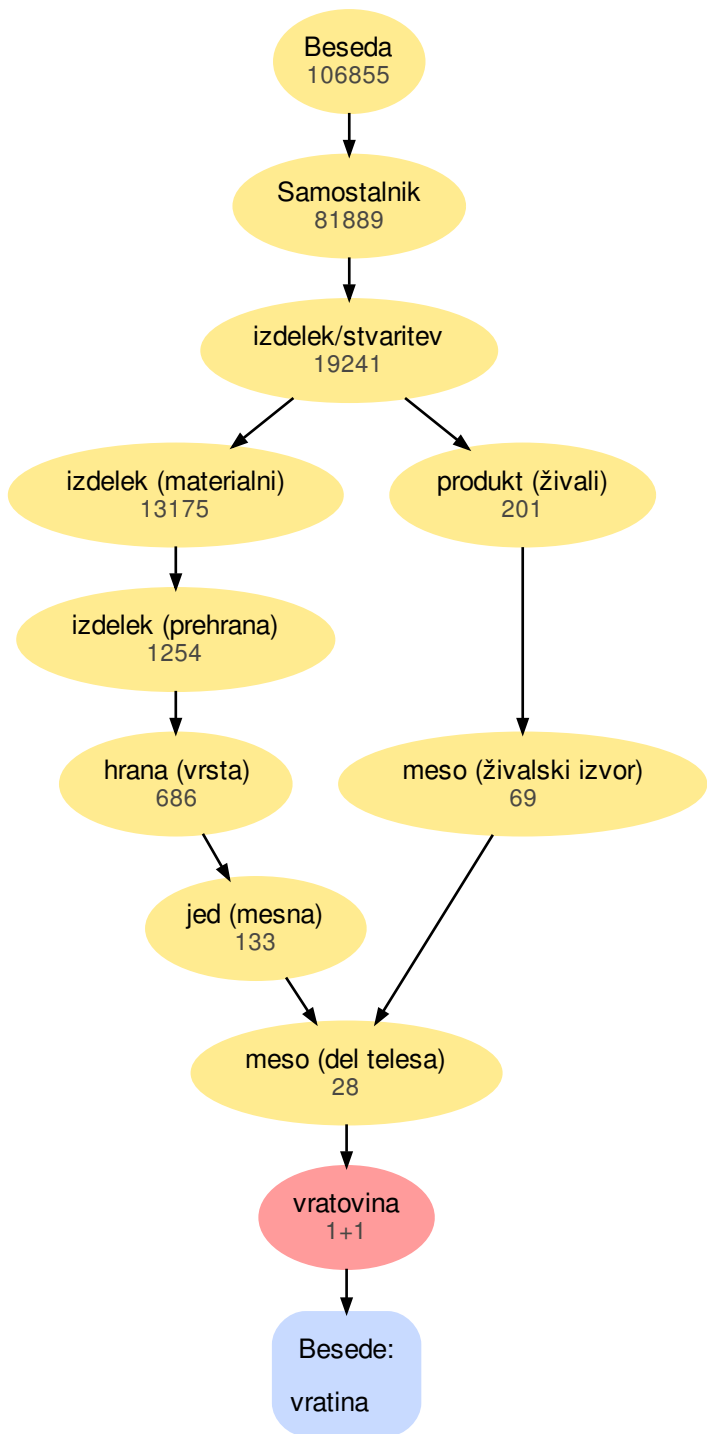 Beseda
106855
Samostalnik
81889
izdelek/stvaritev
19241
izdelek (materialni)
13175
produkt (živali)
201
izdelek (prehrana)
1254
hrana (vrsta)
686
meso (živalski izvor)
69
jed (mesna)
133
meso (del telesa)
28
vratovina
1+1
Besede:
vratina